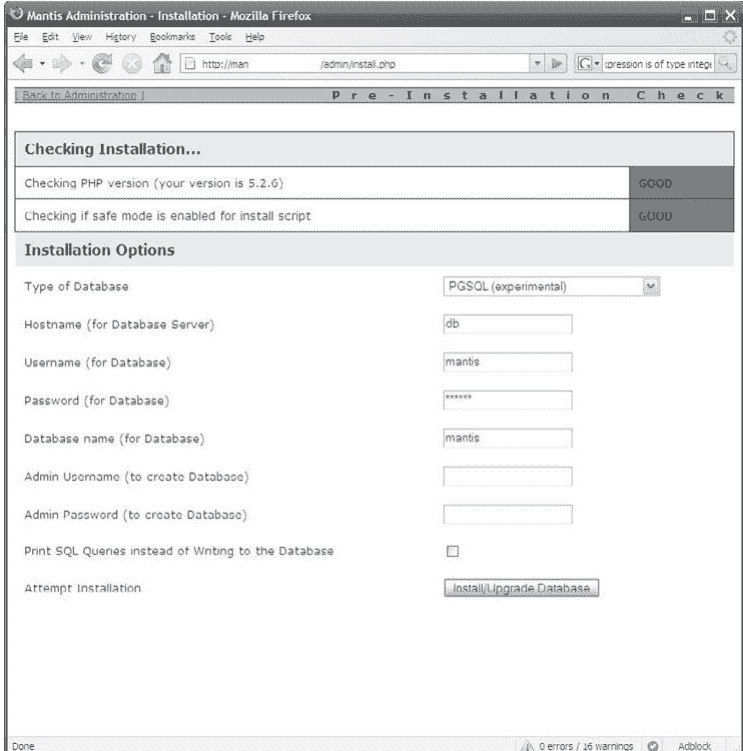 Mantis Administration - Installation - Mozilla Firefox
File Edit View History Bookmarks Tools Help
http://man /admin/install.php
pression is of type integ
[ Back to Administration ] Pre-Installation Check
Checking Installation...
Checking PHP version (your version is 5.2.6) GOOD
Checking if safe mode is enabled for install script GOOD
Installation Options
Type of Database PGSQL (experimental)
Hostname (for Database Server) db
Username (for Database) mantis
Password (for Database) ******
Database name (for Database) mantis
Admin Username (to create Database)
Admin Password (to create Database)
Print SQL Queries instead of Writing to the Database
Attempt Installation Install/Upgrade Database
Done 0 errors / 16 warnings Adblock